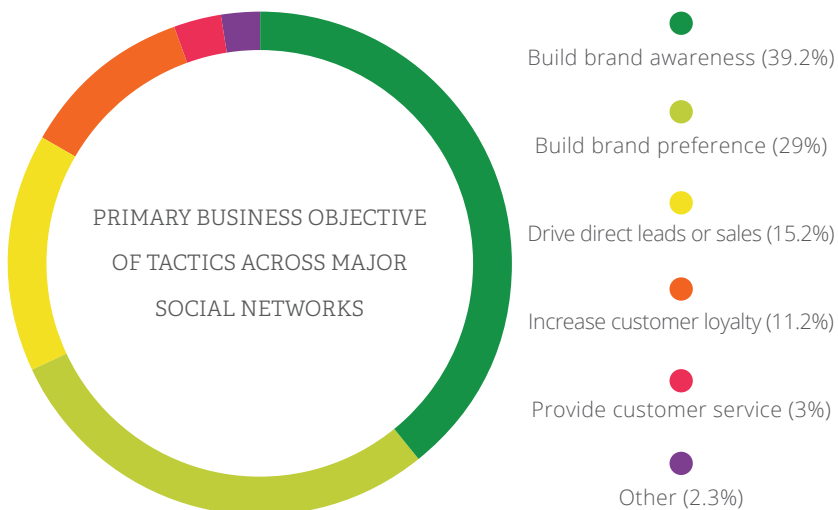 PRIMARY BUSINESS OBJECTIVE
OF TACTICS ACROSS MAJOR
SOCIAL NETWORKS
Build brand awareness (39.2%)
Build brand preference (29%)
Drive direct leads or sales (15.2%)
Increase customer loyalty (11.2%)
Provide customer service (3%)
Other (2.3%)